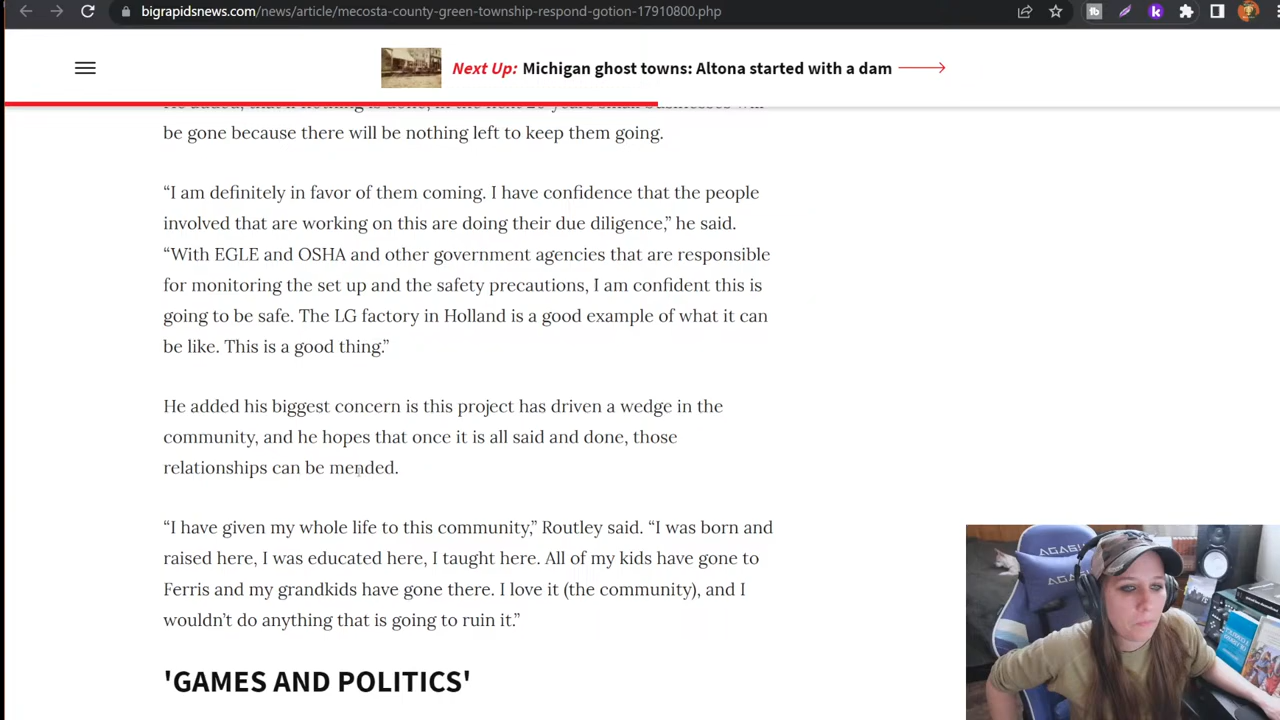 bigrapidsnews.com/news/article/mecosta-county-green-township-respond-gotion-17910800.php
Next Up: Michigan ghost towns: Altona started with a dam
be gone because there will be nothing left to keep them going.
“I am definitely in favor of them coming. I have confidence that the people
involved that are working on this are doing their due diligence,” he said.
“With EGLE and OSHA and other government agencies that are responsible
for monitoring the set up and the safety precautions, I am confident this is
going to be safe. The LG factory in Holland is a good example of what it can
be like. This is a good thing.”
He added his biggest concern is this project has driven a wedge in the
community, and he hopes that once it is all said and done, those
relationships can be mended.
“I have given my whole life to this community,” Routley said. “I was born and
raised here, I was educated here, I taught here. All of my kids have gone to
Ferris and my grandkids have gone there. I love it (the community), and I
wouldn’t do anything that is going to ruin it.”
'GAMES AND POLITICS'